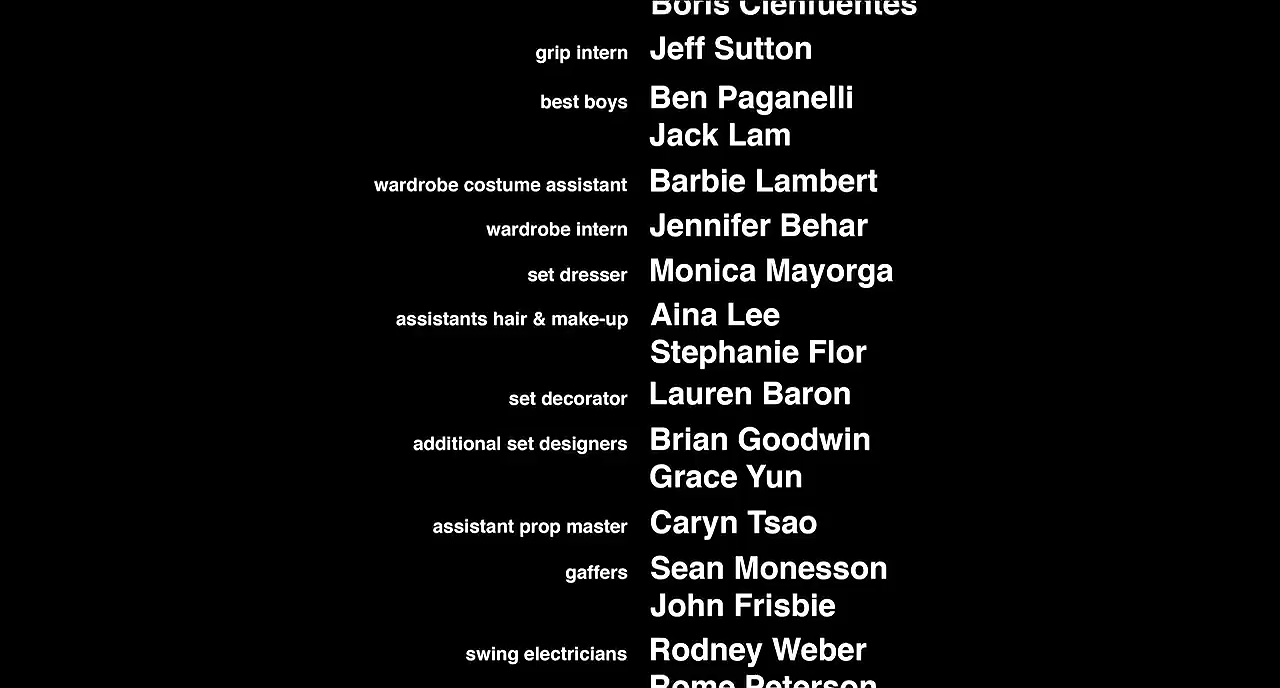 Boris Cienfuentes
grip intern Jeff Sutton
best boys Ben Paganelli
Jack Lam
wardrobe costume assistant Barbie Lambert
wardrobe intern Jennifer Behar
set dresser Monica Mayorga
assistants hair & make-up Aina Lee
Stephanie Flor
set decorator Lauren Baron
additional set designers Brian Goodwin
Grace Yun
assistant prop master Caryn Tsao
gaffers Sean Monesson
John Frisbie
swing electricians Rodney Weber
Rome Peterson